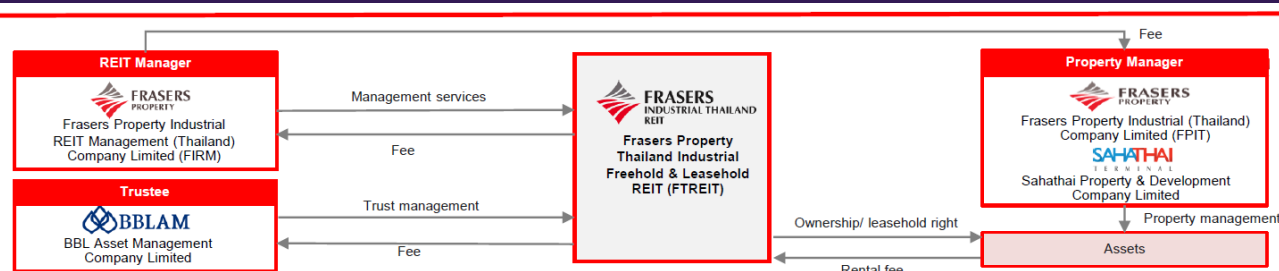 Fee
REIT Manager
FRASERS
PROPERTY
Frasers Property Industrial
REIT Management (Thailand)
Company Limited (FIRM)
Management services
Fee
FRASERS
INDUSTRIAL THAILAND
REIT
Frasers Property
Thailand Industrial
Freehold & Leasehold
REIT (FTREIT)
Property Manager
FRASERS
PROPERTY
Frasers Property Industrial (Thailand)
Company Limited (FPIT)
SAHATHAI
TERMINAL
Sahathai Property & Development
Company Limited
Trustee
BBLAM
BBL Asset Management
Company Limited
Trust management
Fee
Ownership/ leasehold right
Property management
Assets
Rental fee